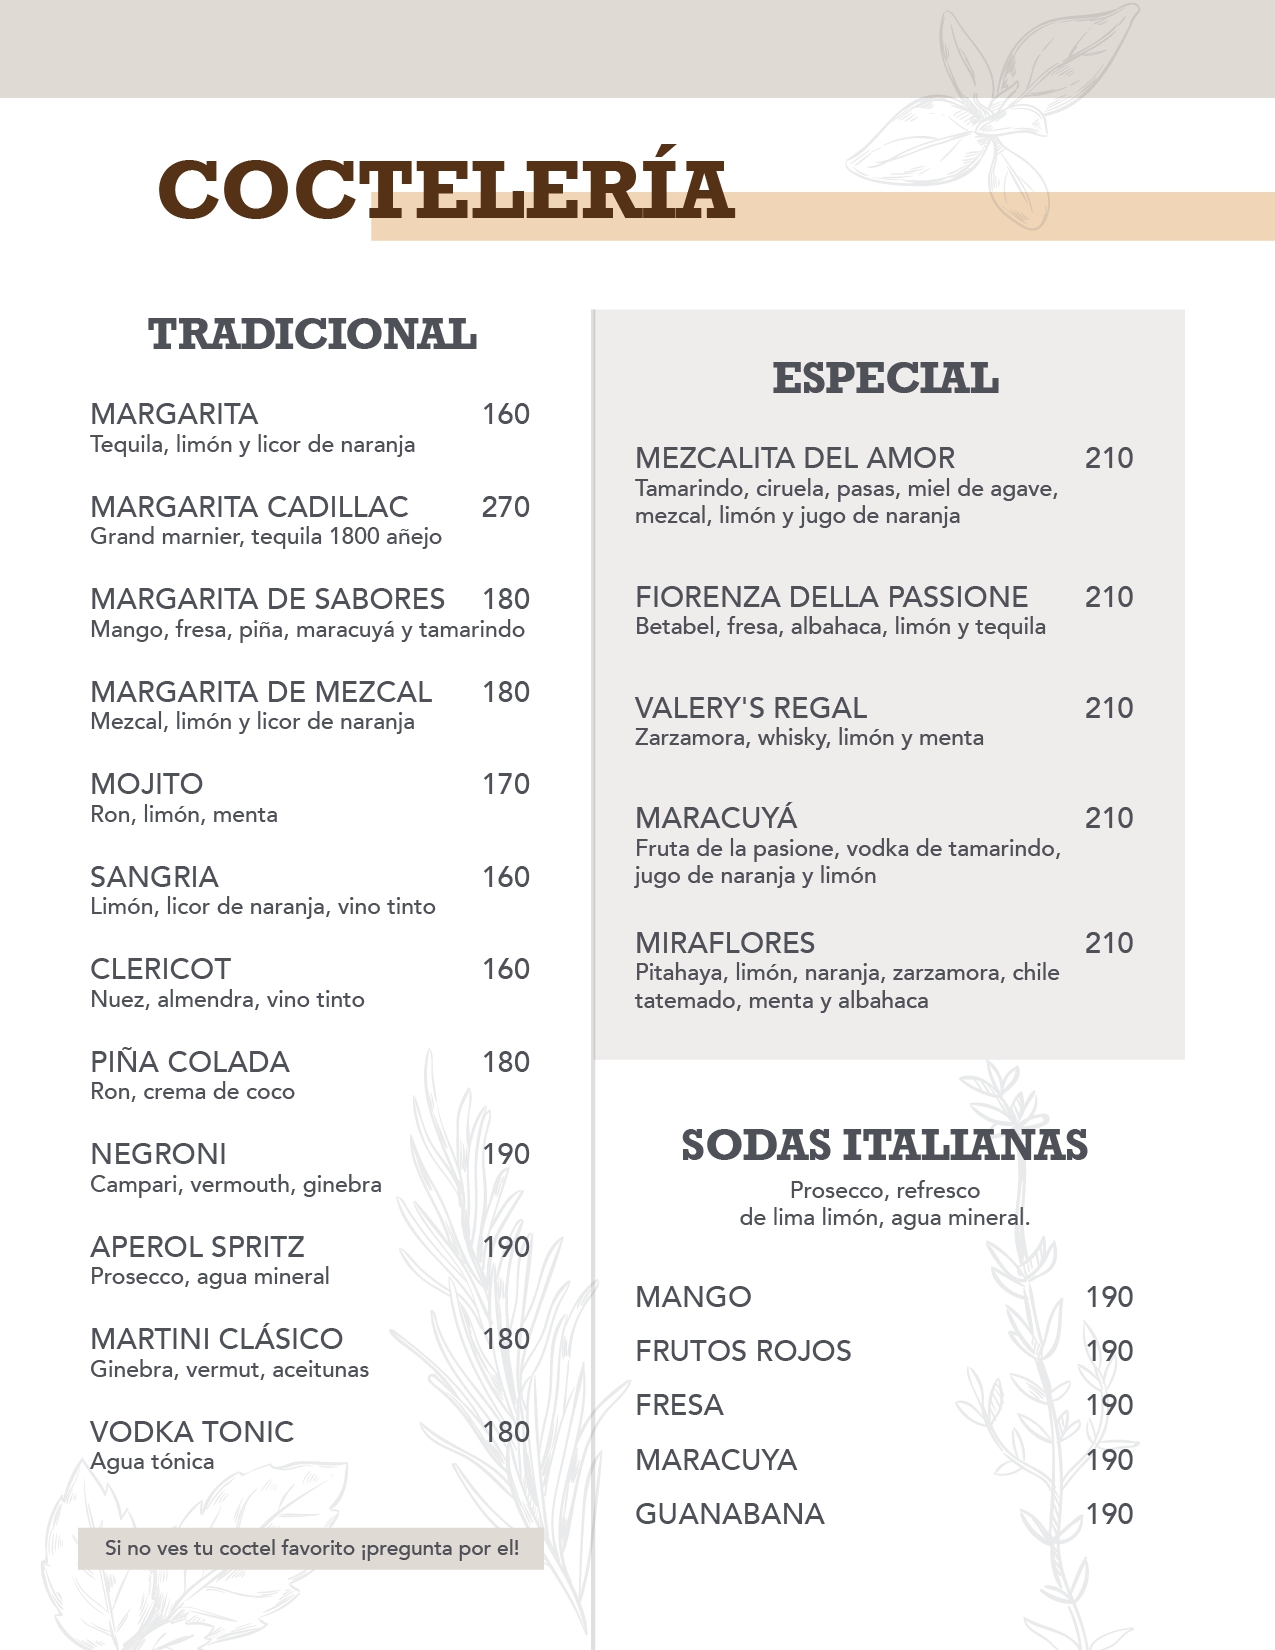 COCTELERÍA
TRADICIONAL
MARGARITA 160
Tequila, limón y licor de naranja
MARGARITA CADILLAC 270
Grand marnier, tequila 1800 añejo
MARGARITA DE SABORES 180
Mango, fresa, piña, maracuyá y tamarindo
MARGARITA DE MEZCAL 180
Mezcal, limón y licor de naranja
MOJITO 170
Ron, limón, menta
SANGRIA 160
Limón, licor de naranja, vino tinto
CLERICOT 160
Nuez, almendra, vino tinto
PIÑA COLADA 180
Ron, crema de coco
NEGRONI 190
Campari, vermouth, ginebra
APEROL SPRITZ 190
Prosecco, agua mineral
MARTINI CLÁSICO 180
Ginebra, vermut, aceitunas
VODKA TONIC 180
Agua tónica
Si no ves tu coctel favorito ¡pregunta por el!
ESPECIAL
MEZCALITA DEL AMOR 210
Tamarindo, ciruela, pasas, miel de agave,
mezcal, limón y jugo de naranja
FIORENZA DELLA PASSIONE 210
Betabel, fresa, albahaca, limón y tequila
VALERY'S REGAL 210
Zarzamora, whisky, limón y menta
MARACUYÁ 210
Fruta de la pasione, vodka de tamarindo,
jugo de naranja y limón
MIRAFLORES 210
Pitahaya, limón, naranja, zarzamora, chile
tatemado, menta y albahaca
SODAS ITALIANAS
Prosecco, refresco
de lima limón, agua mineral.
MANGO 190
FRUTOS ROJOS 190
FRESA 190
MARACUYA 190
GUANABANA 190